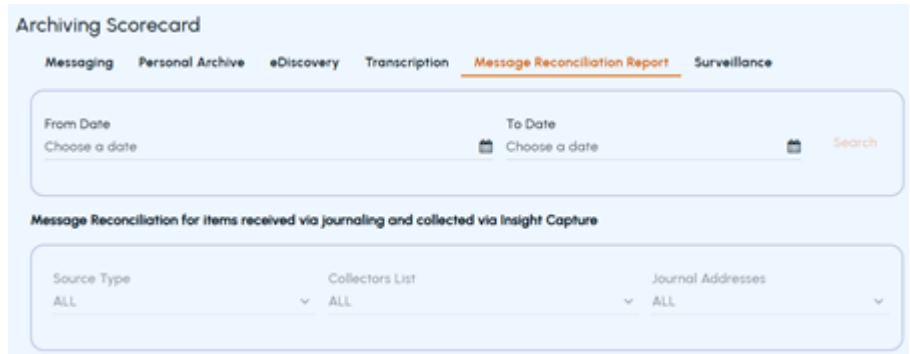 Archiving Scorecard
Messaging Personal Archive eDiscovery Transcription Message Reconciliation Report Surveillance
From Date To Date
Choose a date Choose a date Search
Message Reconciliation for items received via journaling and collected via Insight Capture
Source Type Collectors List Journal Addresses
ALL ALL ALL